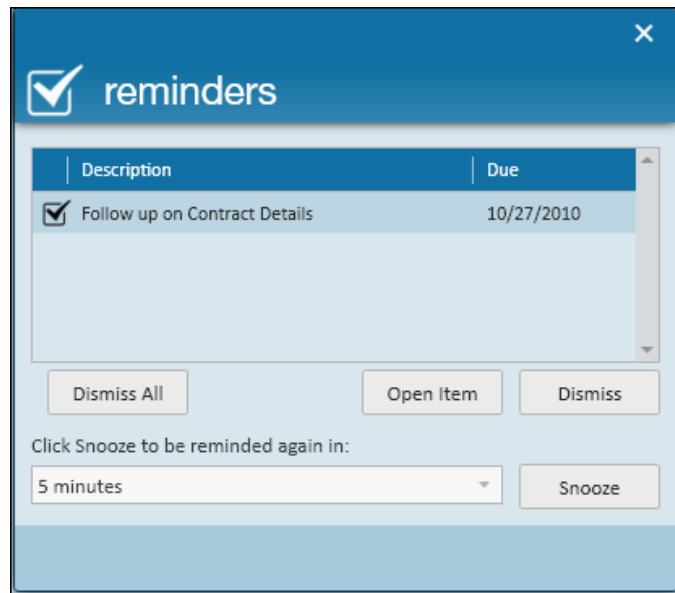 reminders
Description Due
Follow up on Contract Details 10/27/2010
Dismiss All Open Item Dismiss
Click Snooze to be reminded again in:
5 minutes Snooze